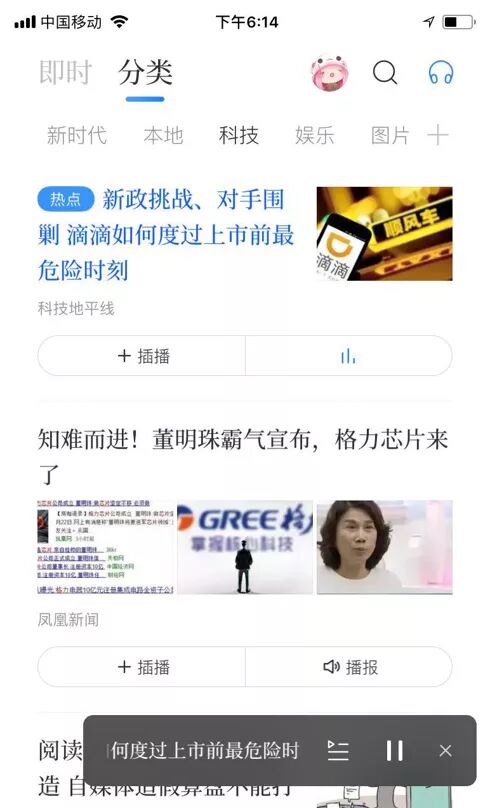 中国移动
下午6:14
即时 分类
新时代 本地 科技 娱乐 图片
热点 新政挑战、对手围
剿 滴滴如何度过上市前最
危险时刻
滴滴
顺风车
科技地平线
+ 插播
知难而进！董明珠霸气宣布，格力芯片来
了
GREE格
掌握核心科技
凤凰新闻
+ 插播 播报
阅读
何度过上市前最危险时
造 自媒体造假算盘不能打